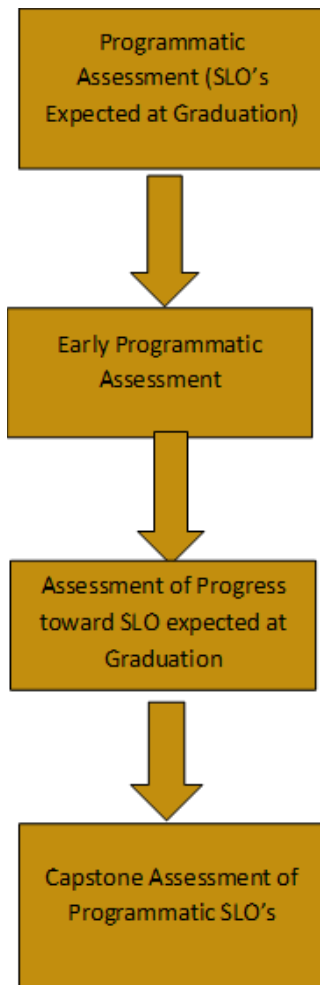 Programmatic
Assessment (SLO's
Expected at Graduation)
Early Programmatic
Assessment
Assessment of Progress
toward SLO expected at
Graduation
Capstone Assessment of
Programmatic SLO's